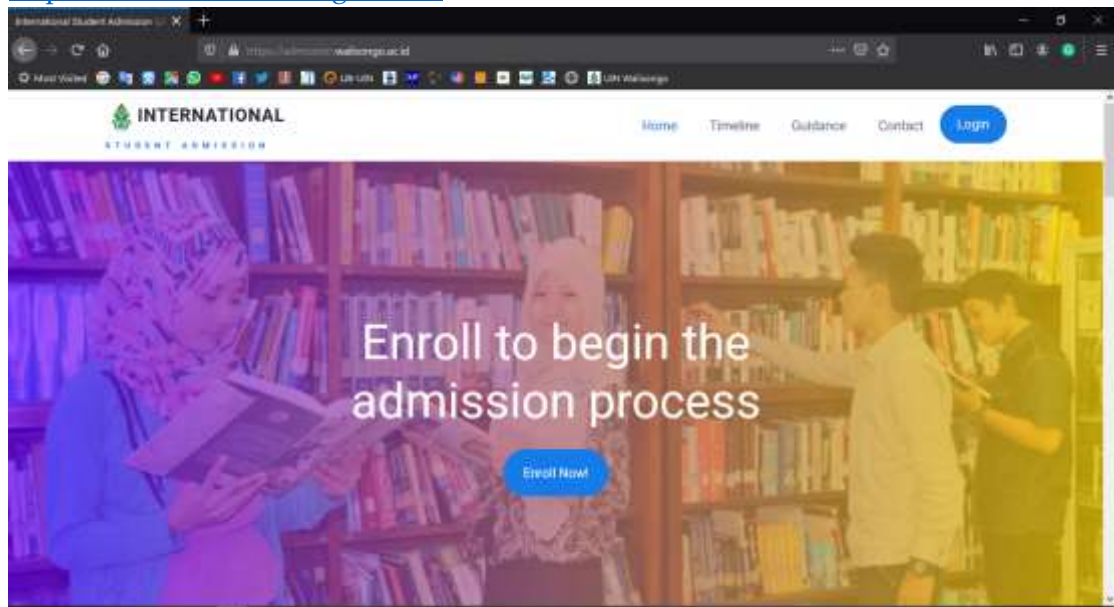 International Student Admission
walisongo.ac.id
Most Visited
UIN Walisongo
INTERNATIONAL
STUDENT ADMISSION
Home Timeline Guidance Contact Login
Enroll to begin the
admission process
Enroll Now!